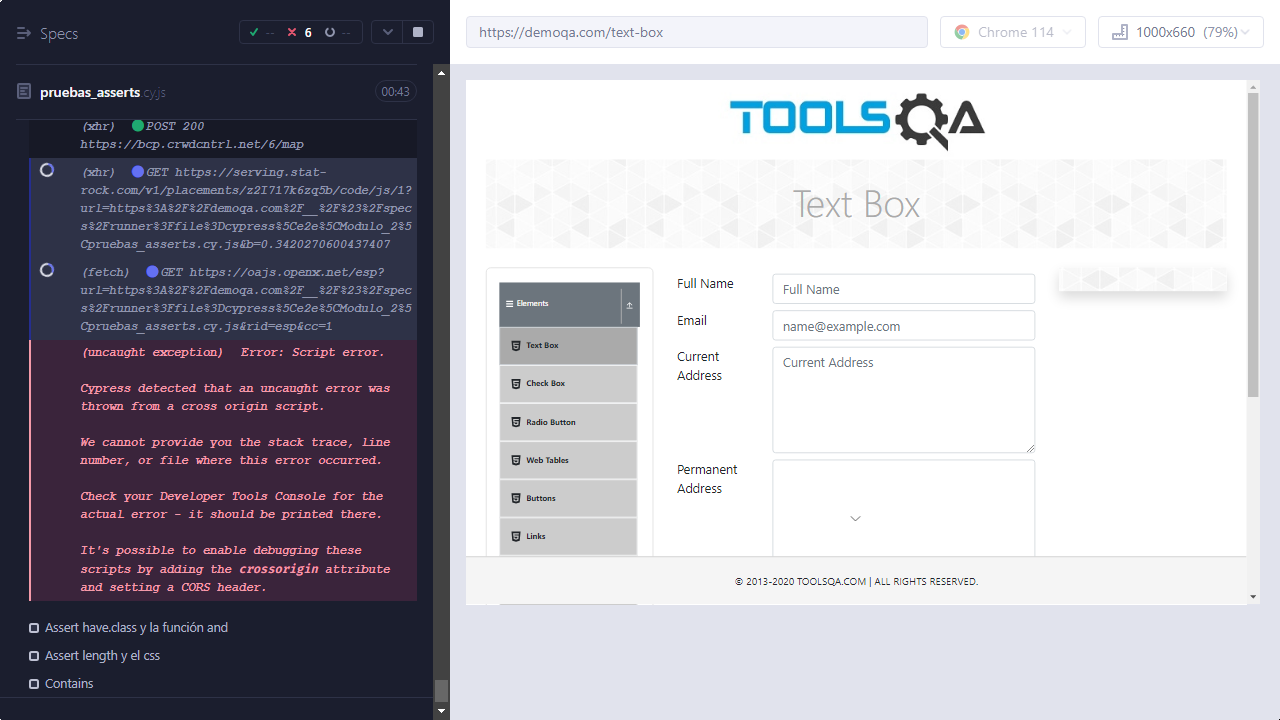 Specs
--
6
--
https://demoqa.com/text-box
Chrome 114
1000x660 (79%)
pruebas_asserts.cy.js
00:43
(xhr) POST 200
https://bcp.crwdcntrl.net/6/map
(xhr) GET https://serving.stat-
rock.com/v1/placements/z2I717k6zq5b/code/js/1?
url=https%3A%2F%2Fdemoqa.com%2F__%2F%23%2Fspec
s%2Frunner%3Ffile%3Dcypress%5Ce2e%5CModulo_2%5
Cpruebas_asserts.cy.js&b=0.3420270600437407
(fetch) GET https://oajs.openx.net/esp?
url=https%3A%2F%2Fdemoqa.com%2F__%2F%23%2Fspec
s%2Frunner%3Ffile%3Dcypress%5Ce2e%5CModulo_2%5
Cpruebas_asserts.cy.js&rid=esp&cc=1
(uncaught exception) Error: Script error.
Cypress detected that an uncaught error was
thrown from a cross origin script.
We cannot provide you the stack trace, line
number, or file where this error occurred.
Check your Developer Tools Console for the
actual error - it should be printed there.
It's possible to enable debugging these
scripts by adding the crossorigin attribute
and setting a CORS header.
Assert have.class y la función and
Assert length y el css
Contains
TOOLSQA
Text Box
Elements
Text Box
Check Box
Radio Button
Web Tables
Buttons
Links
Full Name
Full Name
Email
name@example.com
Current
Address
Current Address
Permanent
Address
© 2013-2020 TOOLSQA.COM | ALL RIGHTS RESERVED.